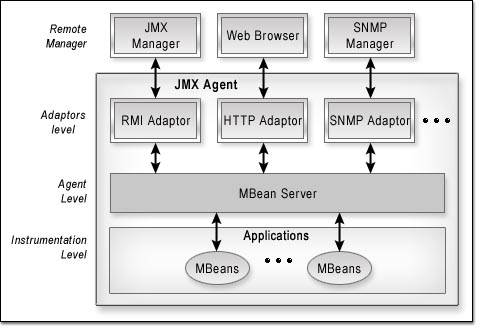 Remote
Manager
JMX
Manager
Web Browser
SNMP
Manager
JMX Agent
Adaptors
level
RMI Adaptor
HTTP Adaptor
SNMP Adaptor
Agent
Level
MBean Server
Instrumentation
Level
Applications
MBeans
MBeans